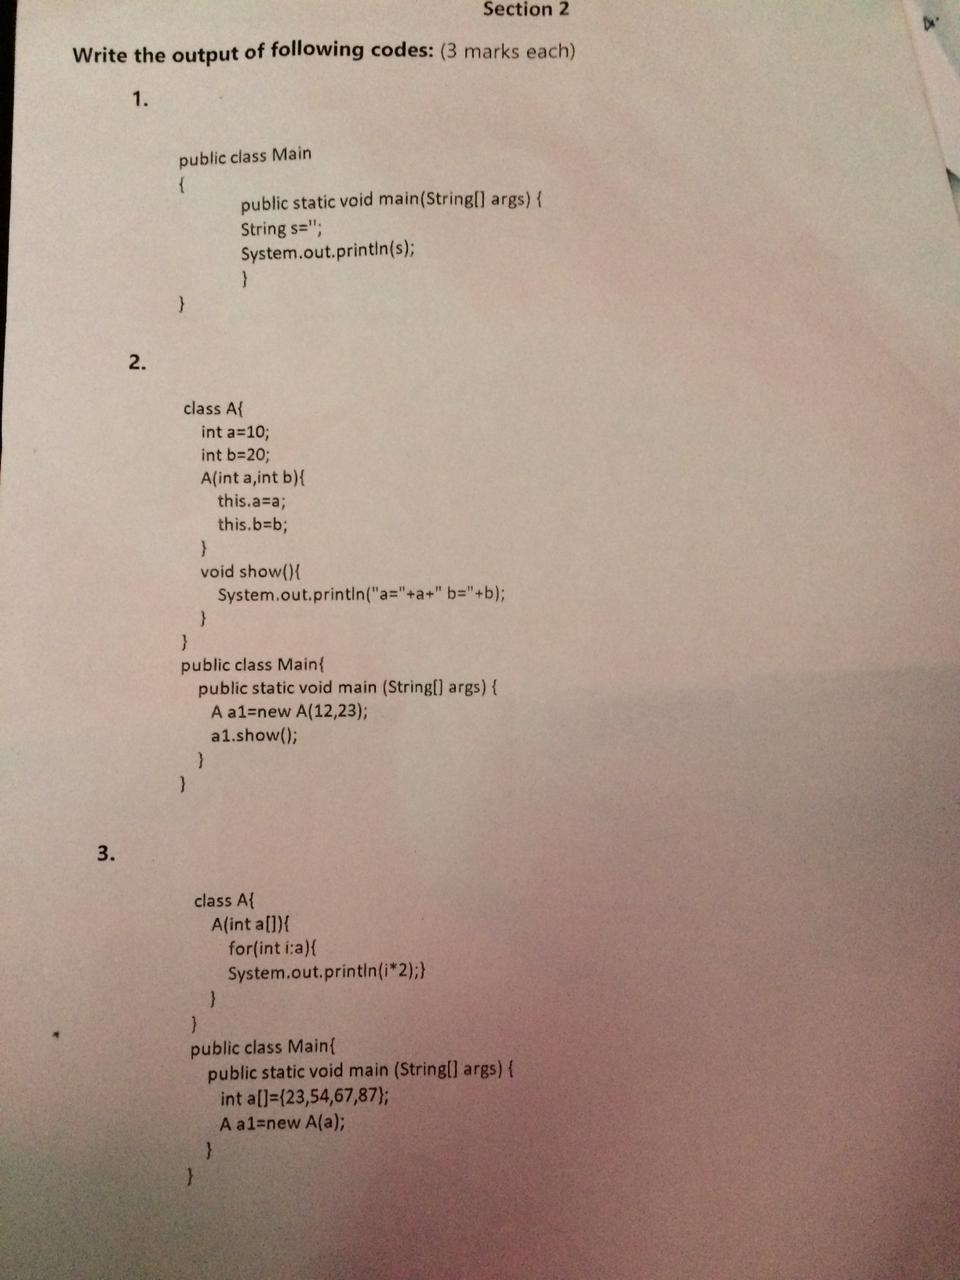 Section 2
Write the output of following codes: (3 marks each)
1.
public class Main
{
public static void main(String[] args) {
String s='';
System.out.println(s);
}
}
2.
class A{
int a=10;
int b=20;
A(int a,int b){
this.a=a;
this.b=b;
}
void show(){
System.out.println("a="+a+" b="+b);
}
}
public class Main{
public static void main (String[] args) {
A a1=new A(12,23);
a1.show();
}
}
3.
class A{
A(int a[]){
for(int i:a){
System.out.println(i*2);}
}
}
public class Main{
public static void main (String[] args) {
int a[]={23,54,67,87};
A a1=new A(a);
}
}